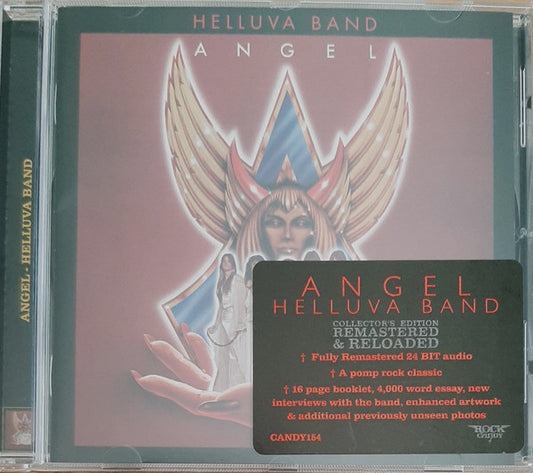 HELLUVA BAND
ANGEL
ANGEL - HELLUVA BAND
ANGEL
HELLUVA BAND
COLLECTOR'S EDITION
REMASTERED
& RELOADED
† Fully Remastered 24 BIT audio
† A pomp rock classic
† 16 page booklet, 4,000 word essay, new
interviews with the band, enhanced artwork
& additional previously unseen photos
CANDY154
ROCK
CANDY